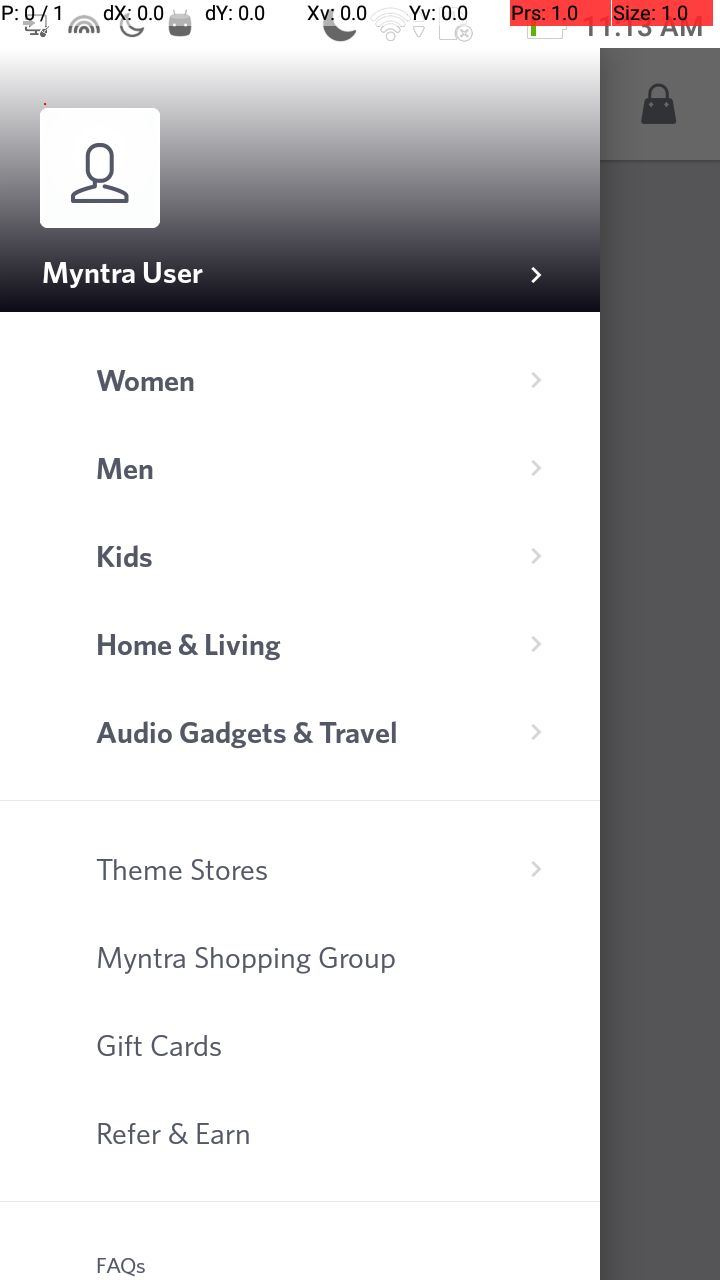 P: 0 / 1 dX: 0.0 dY: 0.0 Xv: 0.0 Yv: 0.0 Prs: 1.0 Size: 1.0
11:13 AM
Myntra User
Women
Men
Kids
Home & Living
Audio Gadgets & Travel
Theme Stores
Myntra Shopping Group
Gift Cards
Refer & Earn
FAQs